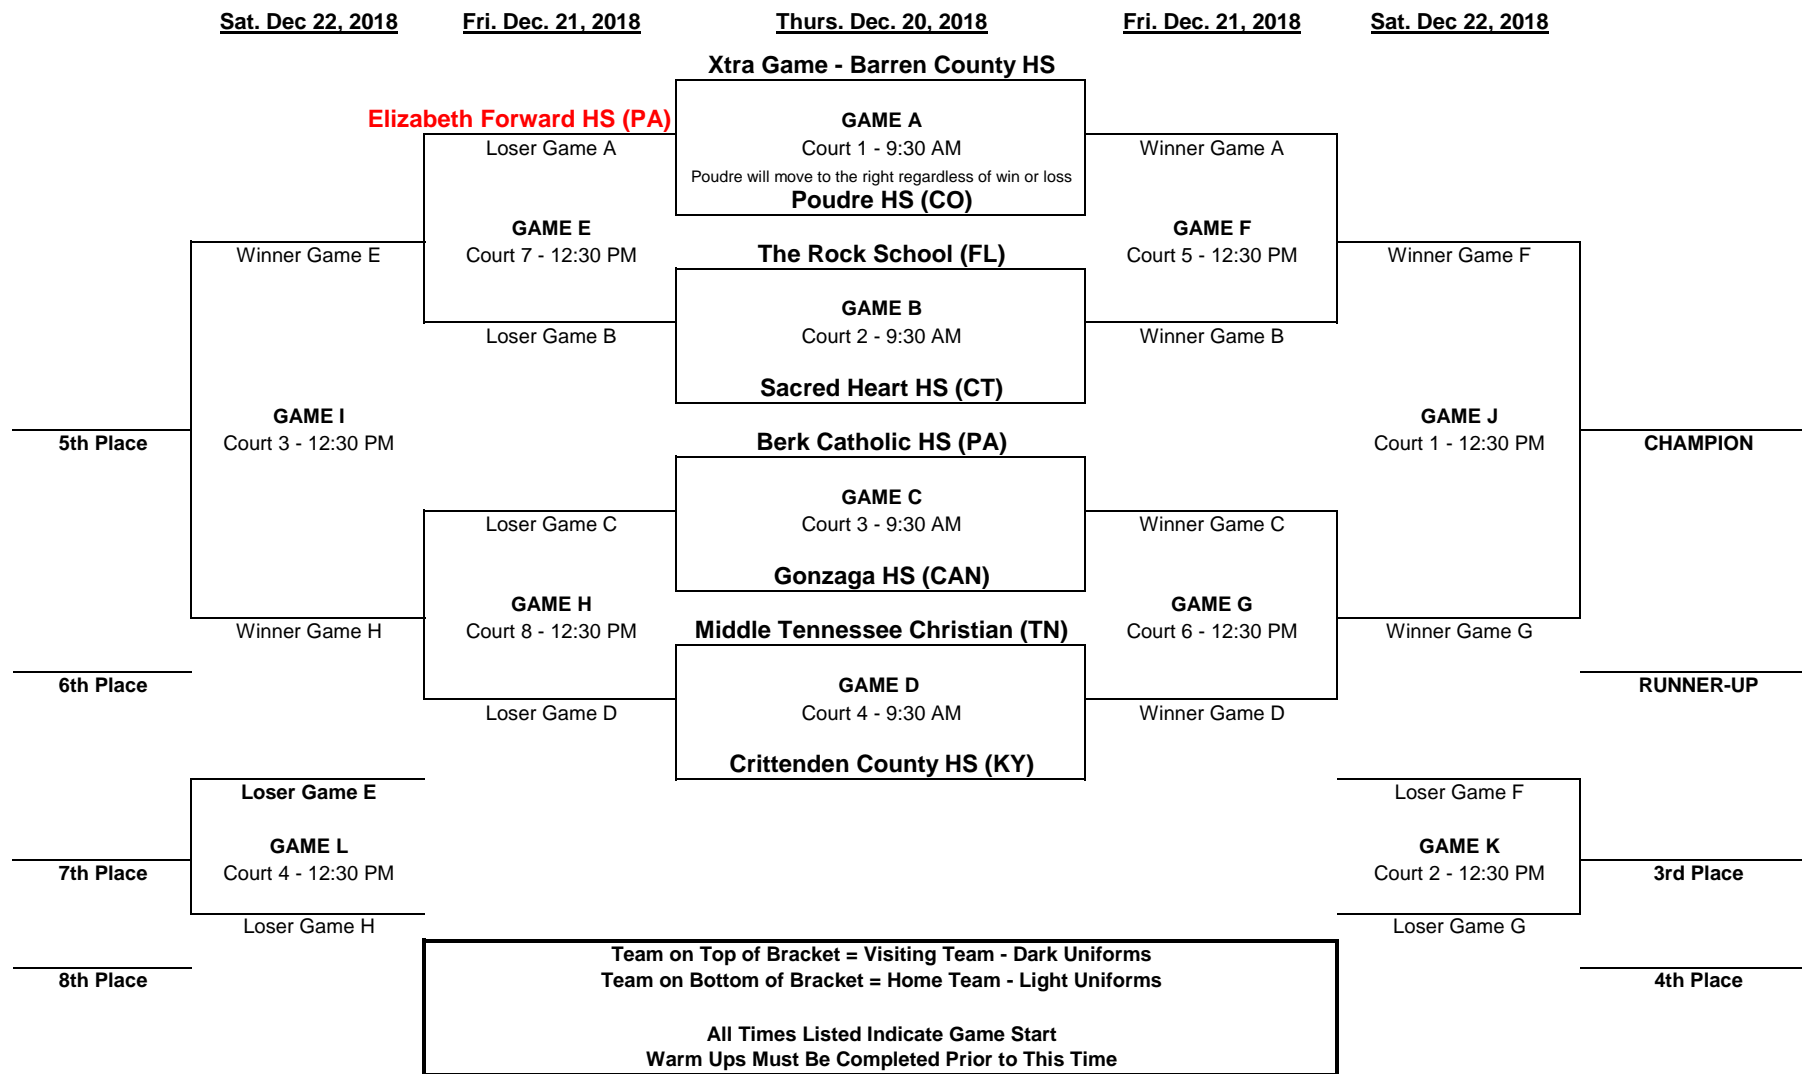 Sat. Dec 22, 2018 Fri. Dec. 21, 2018 Thurs. Dec. 20, 2018 Fri. Dec. 21, 2018 Sat. Dec 22, 2018
Xtra Game - Barren County HS
Elizabeth Forward HS (PA) GAME A
Loser Game A Court 1 - 9:30 AM Winner Game A
Poudre will move to the right regardless of win or loss
Poudre HS (CO)
GAME E GAME F
Winner Game E Court 7 - 12:30 PM The Rock School (FL) Court 5 - 12:30 PM Winner Game F
GAME B
Loser Game B Court 2 - 9:30 AM Winner Game B
Sacred Heart HS (CT)
GAME I GAME J
5th Place Court 3 - 12:30 PM Berk Catholic HS (PA) Court 1 - 12:30 PM CHAMPION
GAME C
Loser Game C Court 3 - 9:30 AM Winner Game C
Gonzaga HS (CAN)
GAME H GAME G
Winner Game H Court 8 - 12:30 PM Middle Tennessee Christian (TN) Court 6 - 12:30 PM Winner Game G
6th Place GAME D RUNNER-UP
Loser Game D Court 4 - 9:30 AM Winner Game D
Crittenden County HS (KY)
Loser Game E Loser Game F
GAME L GAME K
7th Place Court 4 - 12:30 PM Court 2 - 12:30 PM 3rd Place
Loser Game H Loser Game G
Team on Top of Bracket = Visiting Team - Dark Uniforms
8th Place Team on Bottom of Bracket = Home Team - Light Uniforms 4th Place
All Times Listed Indicate Game Start
Warm Ups Must Be Completed Prior to This Time